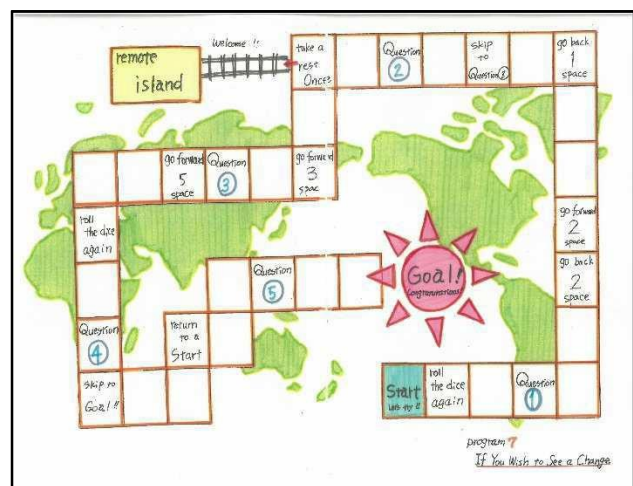 remote
island
Welcome !!
take a
rest
Once
Question
2
skip
to
Question
go back
1
space
go forward
5
space
Question
3
go forward
3
spac
roll
the dice
again
go forward
2
space
go back
2
space
Question
5
Goal!
Congratulations!
Question
4
return
to a
Start
skip to
Goal!!
Start
roll
the dice
again
Question
1
program 7
If You Wish to See a Change